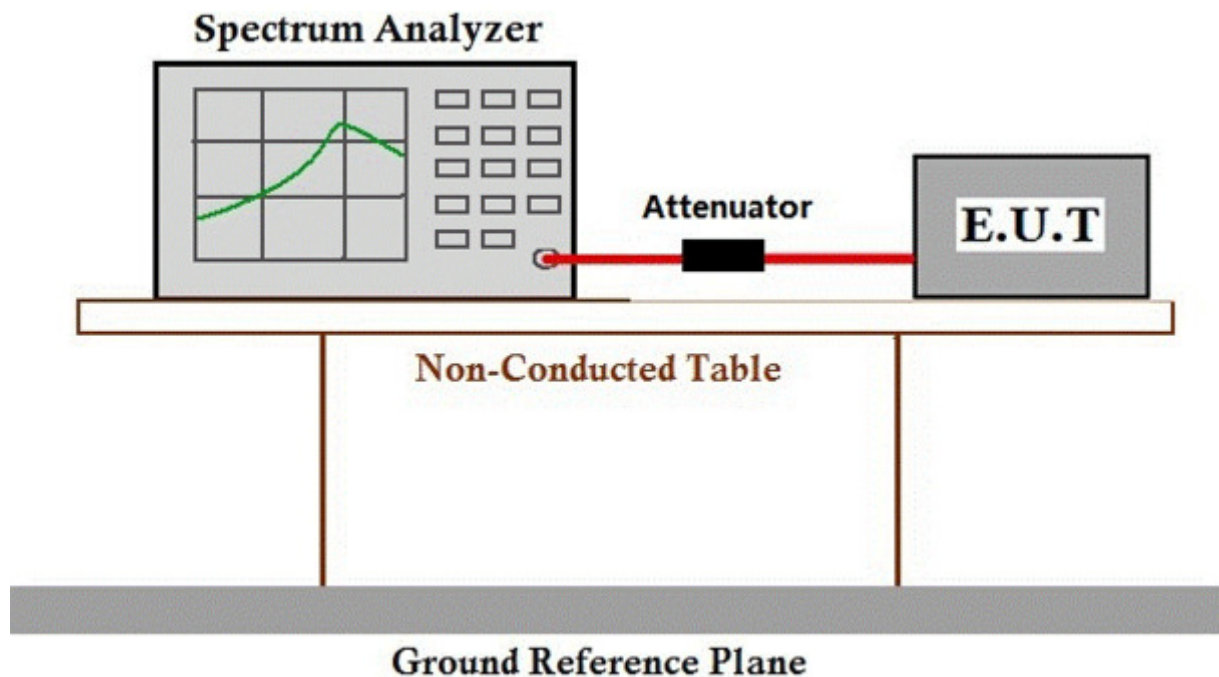 Spectrum Analyzer
Attenuator
E.U.T
Non-Conducted Table
Ground Reference Plane